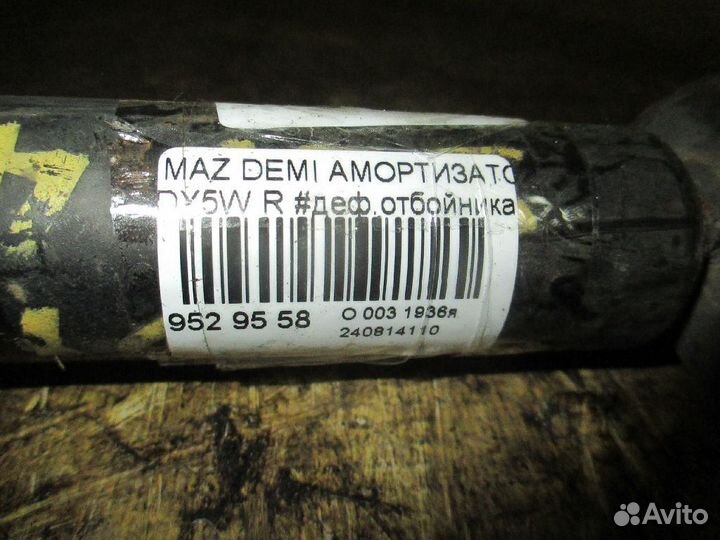 MAZ DEMI АМОРТИЗАТО
DY5W R #деф.отбойника
952 95 58
О 003 1936я
240814110
Avito